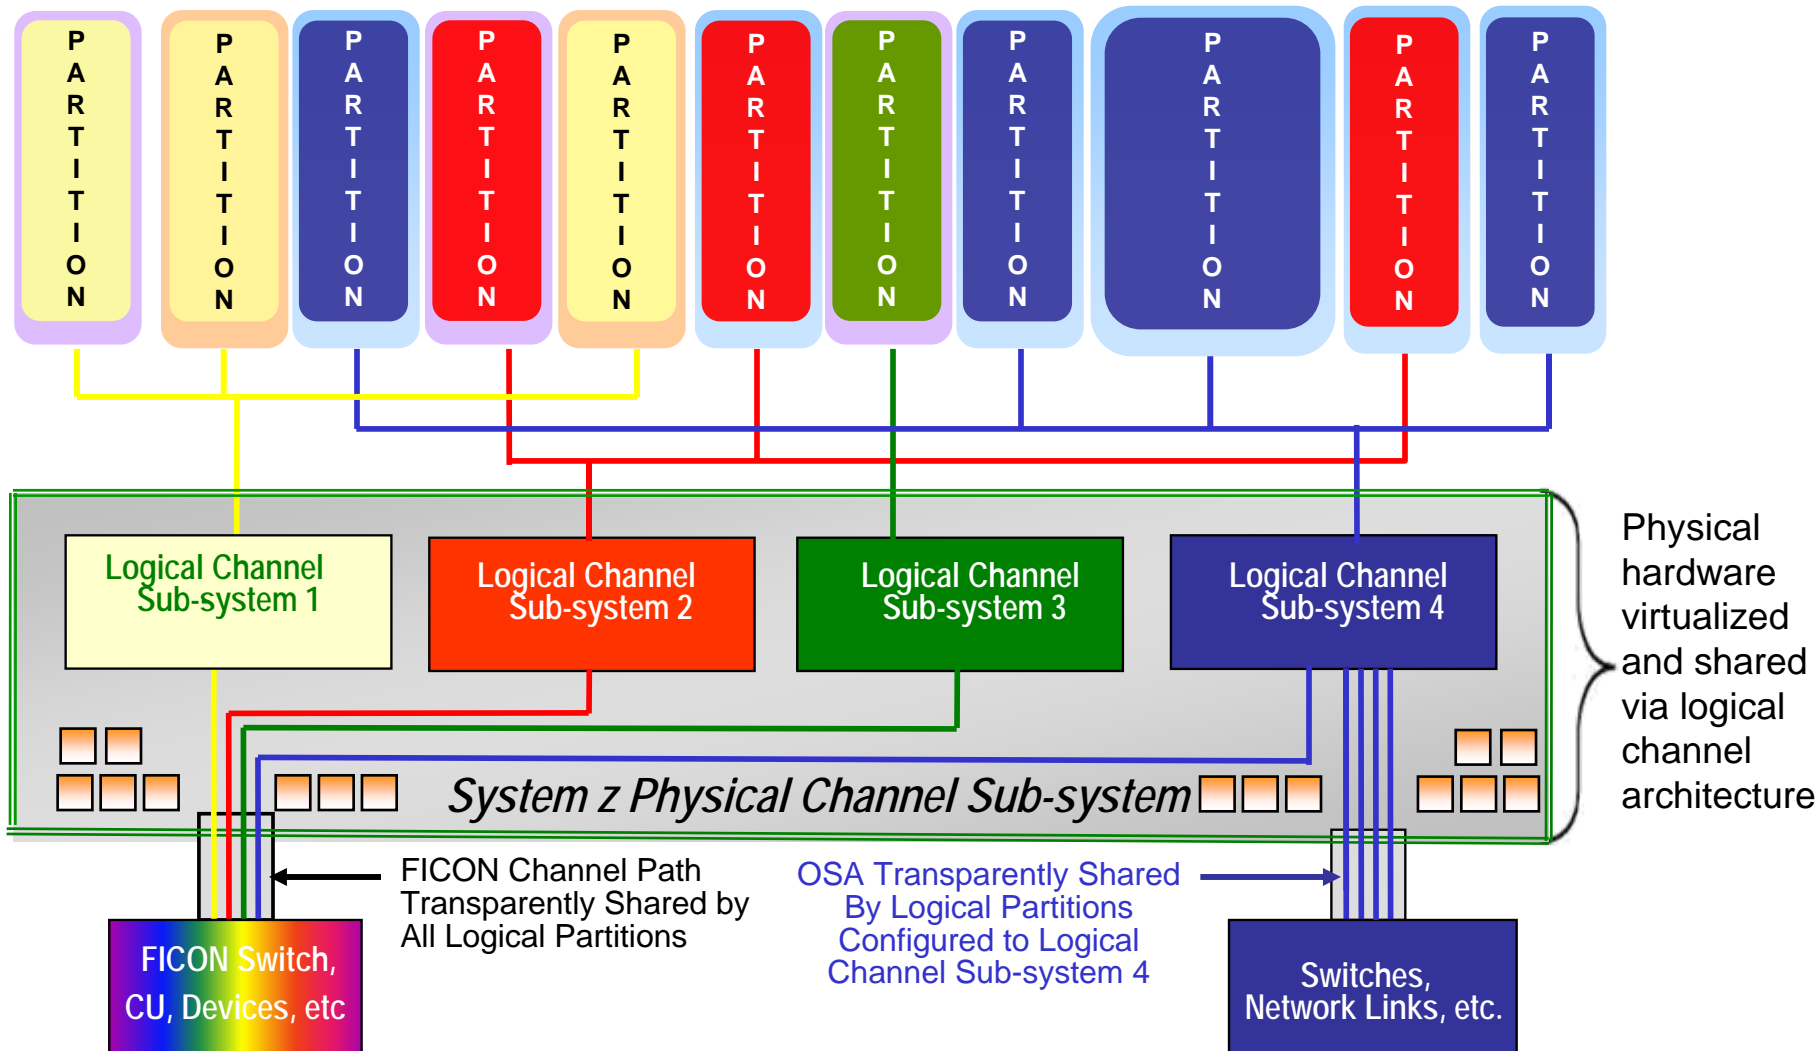 PARTITION
PARTITION
PARTITION
PARTITION
PARTITION
PARTITION
PARTITION
PARTITION
PARTITION
PARTITION
PARTITION
Logical Channel
Sub-system 1
Logical Channel
Sub-system 2
Logical Channel
Sub-system 3
Logical Channel
Sub-system 4
Physical
hardware
virtualized
and shared
via logical
channel
architecture
System z Physical Channel Sub-system
FICON Channel Path
Transparently Shared by
All Logical Partitions
OSA Transparently Shared
By Logical Partitions
Configured to Logical
Channel Sub-system 4
FICON Switch,
CU, Devices, etc
Switches,
Network Links, etc.